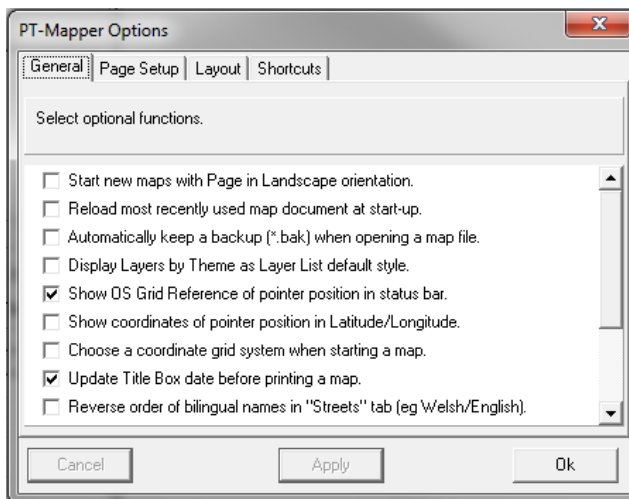 PT-Mapper Options
General Page Setup Layout Shortcuts
Select optional functions.
Start new maps with Page in Landscape orientation.
Reload most recently used map document at start-up.
Automatically keep a backup (*.bak) when opening a map file.
Display Layers by Theme as Layer List default style.
Show OS Grid Reference of pointer position in status bar.
Show coordinates of pointer position in Latitude/Longitude.
Choose a coordinate grid system when starting a map.
Update Title Box date before printing a map.
Reverse order of bilingual names in "Streets" tab (eg Welsh/English).
Cancel Apply Ok